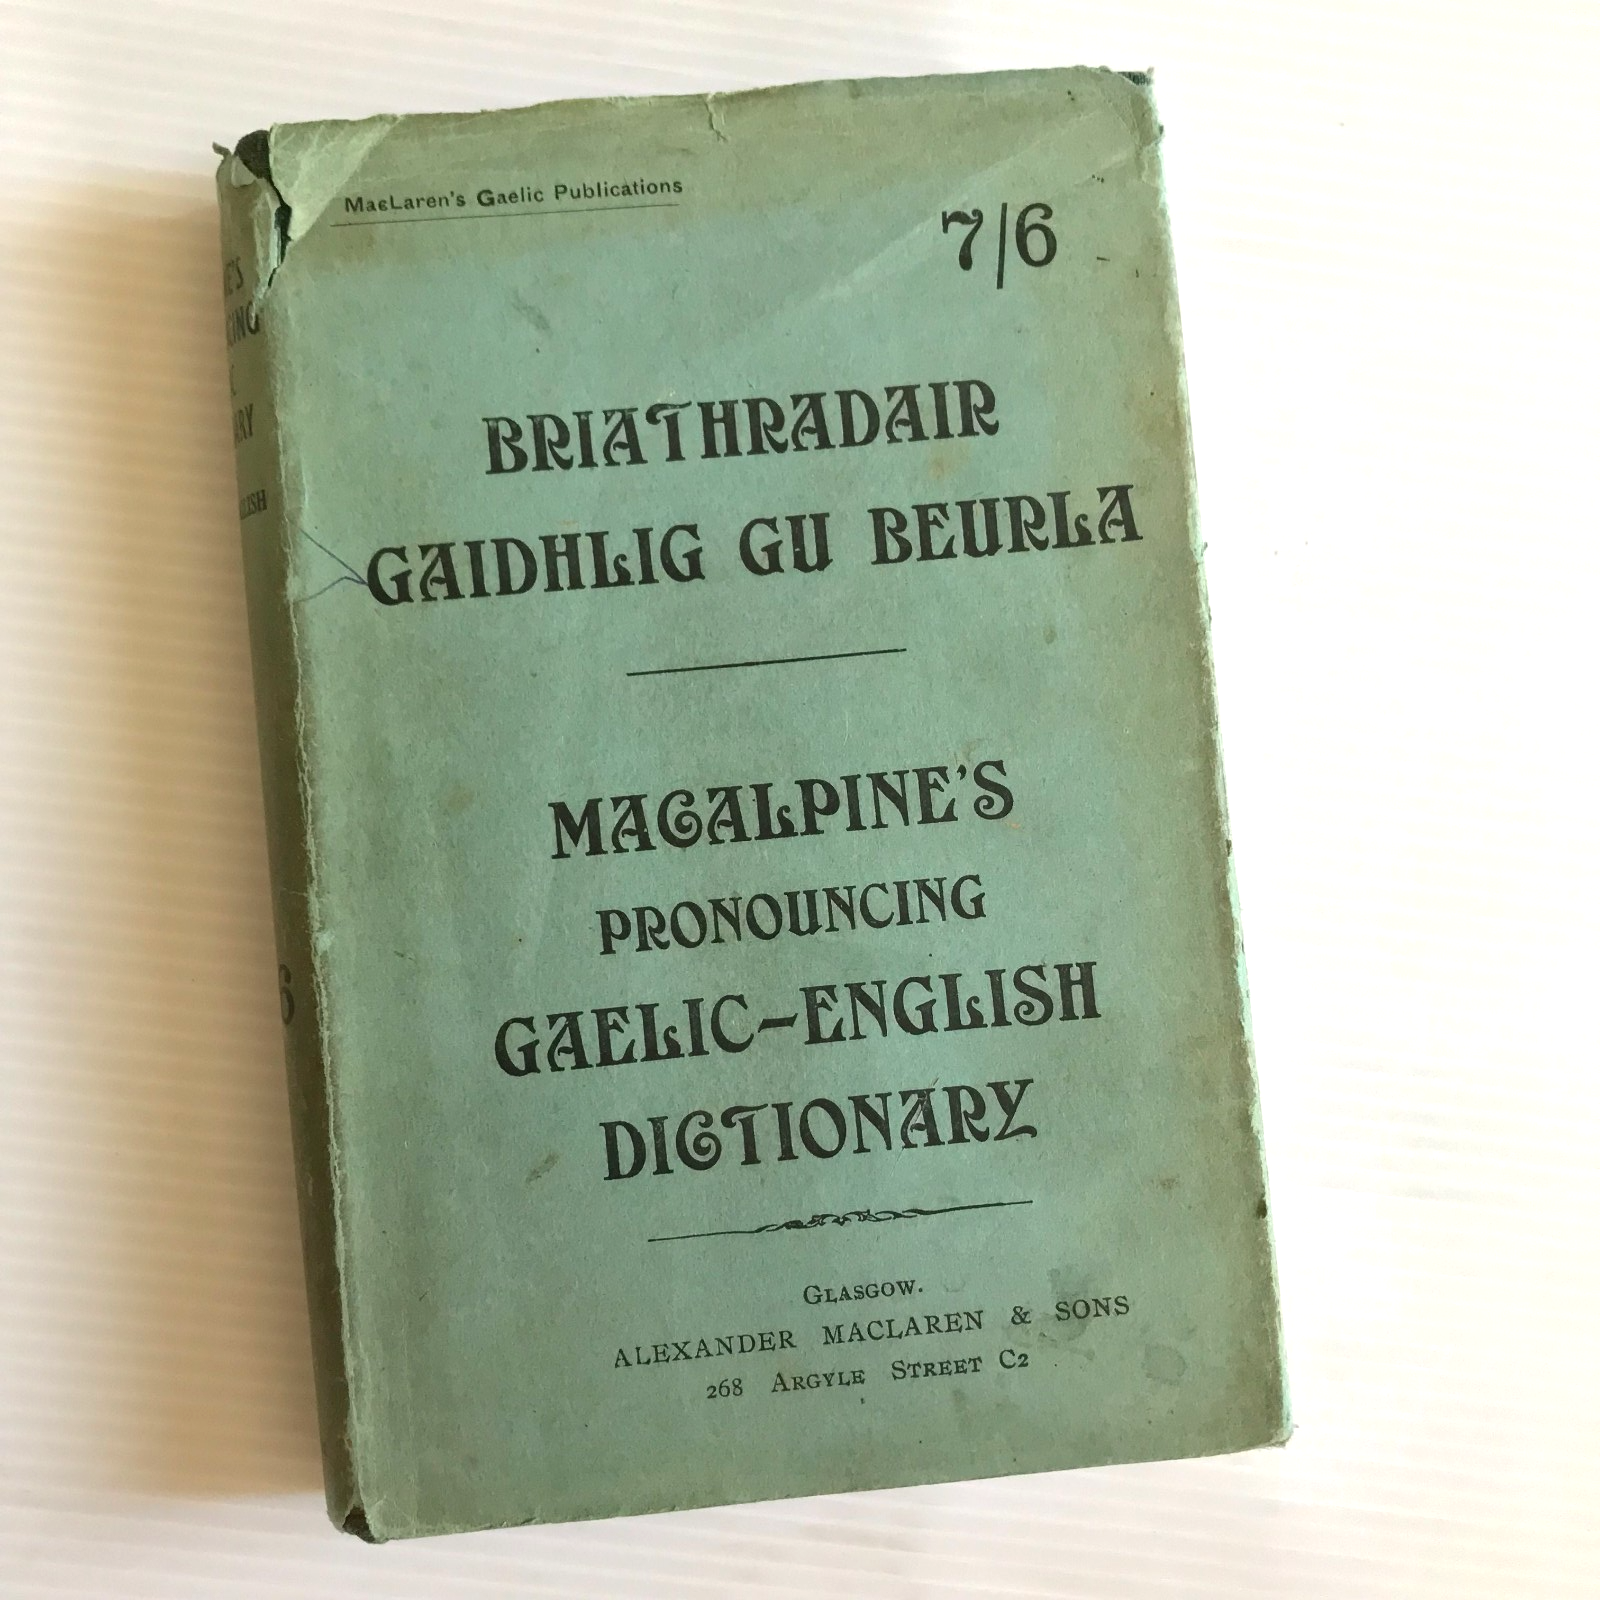 MacLaren's Gaelic Publications
7/6
BRIATHRADAIR
GAIDHLIG GU BEURLA
MACALPINE'S
PRONOUNCING
GAELIC-ENGLISH
DICTIONARY
GLASGOW.
ALEXANDER MACLAREN & SONS
268 ARGYLE STREET C2